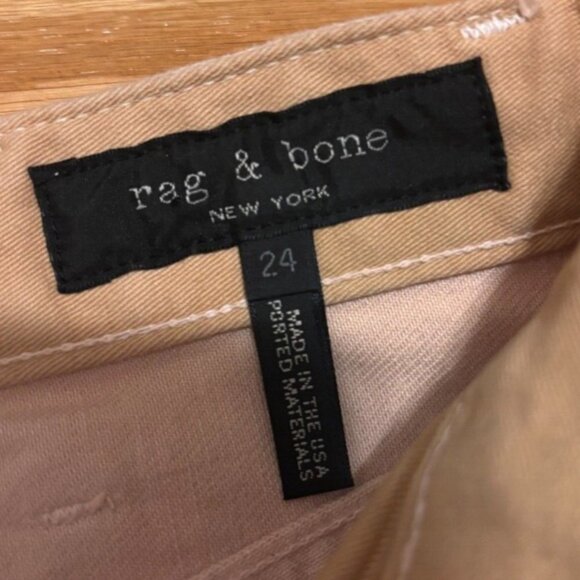 rag & bone
NEW YORK
24
MADE IN THE USA
PORTED MATERIALS